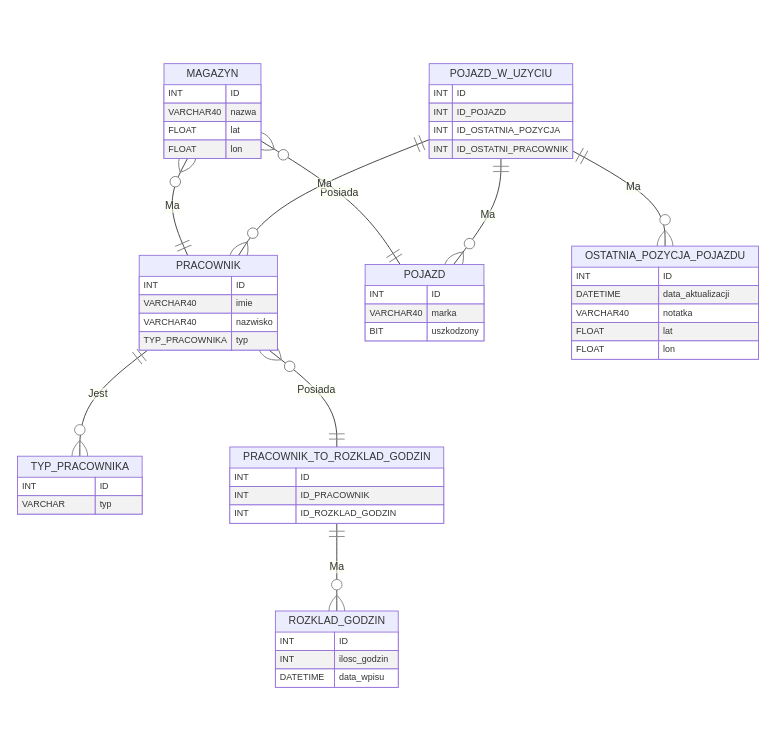 MAGAZYN
INT ID
VARCHAR40 nazwa
FLOAT lat
FLOAT lon
POJAZD_W_UZYCIU
INT ID
INT ID_POJAZD
INT ID_OSTATNIA_POZYCJA
INT ID_OSTATNI_PRACOWNIK
Ma
Posiada
Ma
Ma
Ma
PRACOWNIK
INT ID
VARCHAR40 imie
VARCHAR40 nazwisko
TYP_PRACOWNIKA typ
POJAZD
INT ID
VARCHAR40 marka
BIT uszkodzony
OSTATNIA_POZYCJA_POJAZDU
INT ID
DATETIME data_aktualizacji
VARCHAR40 notatka
FLOAT lat
FLOAT lon
Jest
Posiada
TYP_PRACOWNIKA
INT ID
VARCHAR typ
PRACOWNIK_TO_ROZKLAD_GODZIN
INT ID
INT ID_PRACOWNIK
INT ID_ROZKLAD_GODZIN
Ma
ROZKLAD_GODZIN
INT ID
INT ilosc_godzin
DATETIME data_wpisu